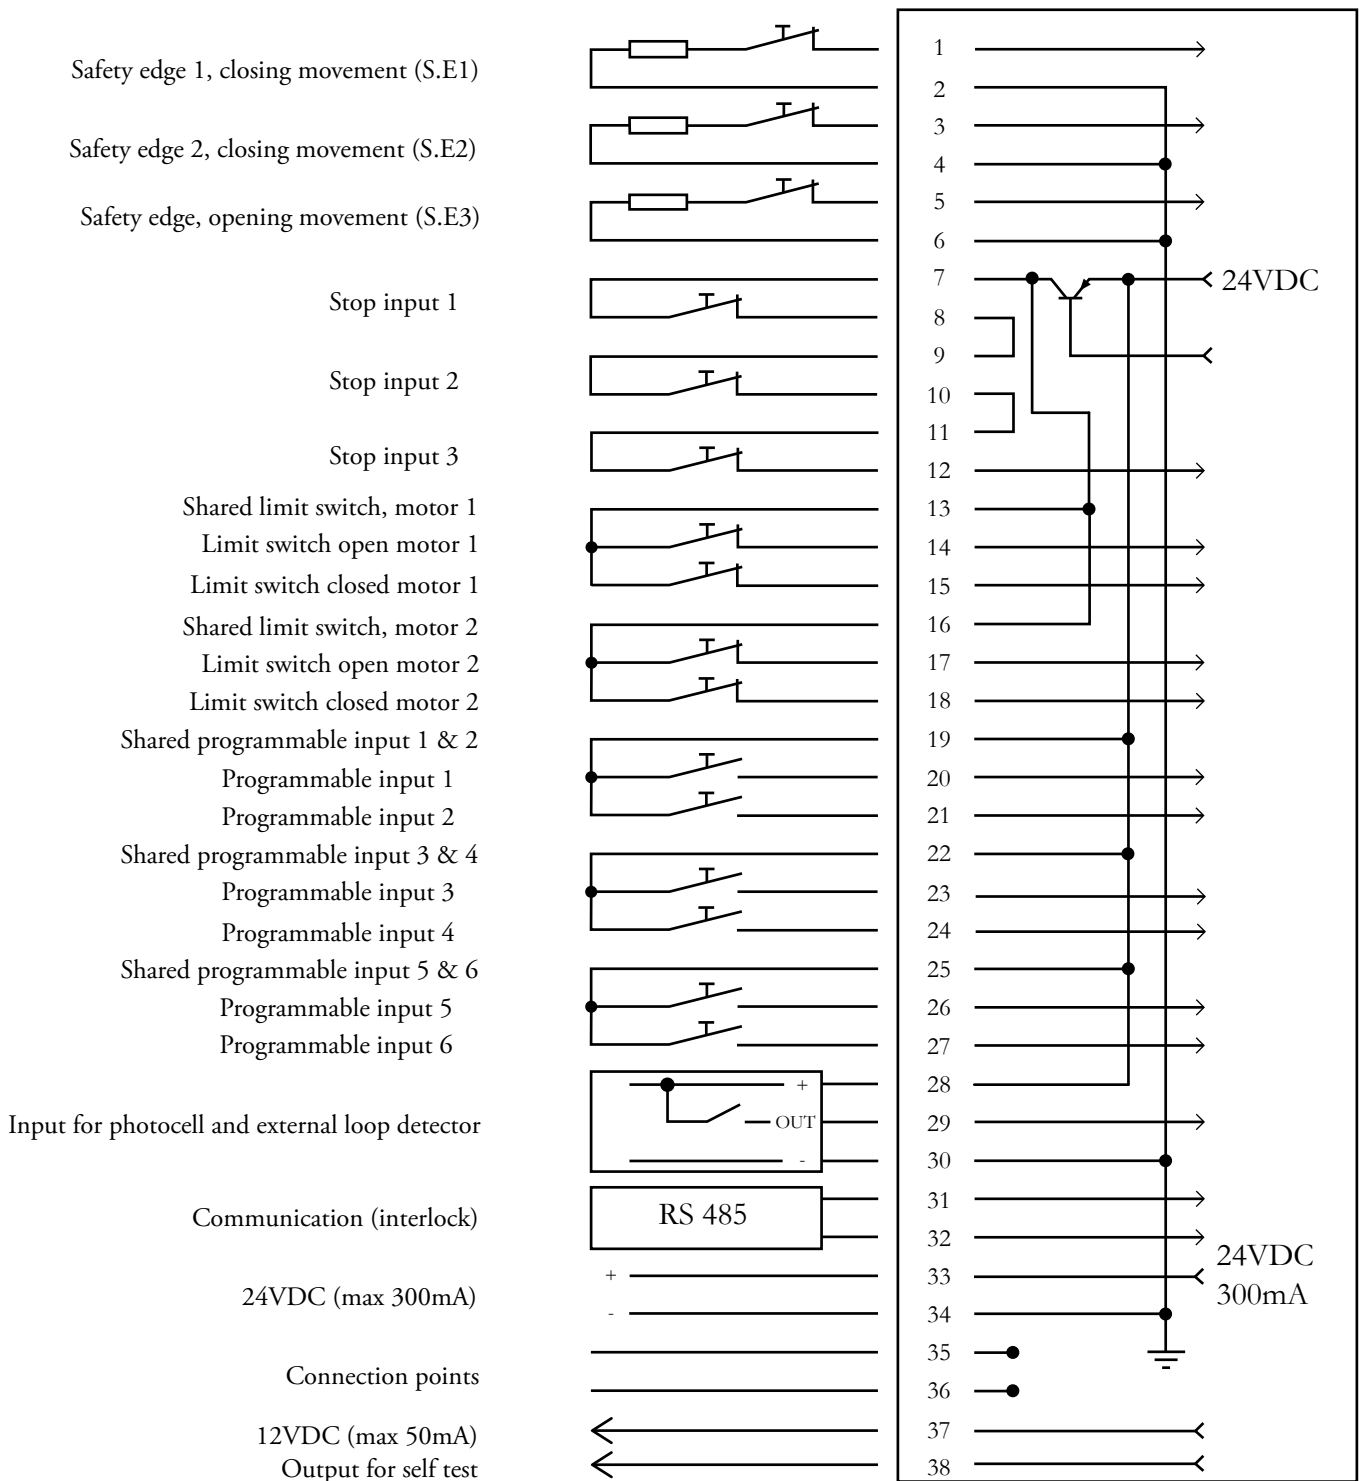 Safety edge 1, closing movement (S.E1)
Safety edge 2, closing movement (S.E2)
Safety edge, opening movement (S.E3)
Stop input 1
Stop input 2
Stop input 3
Shared limit switch, motor 1
Limit switch open motor 1
Limit switch closed motor 1
Shared limit switch, motor 2
Limit switch open motor 2
Limit switch closed motor 2
Shared programmable input 1 & 2
Programmable input 1
Programmable input 2
Shared programmable input 3 & 4
Programmable input 3
Programmable input 4
Shared programmable input 5 & 6
Programmable input 5
Programmable input 6
Input for photocell and external loop detector
Communication (interlock)
24VDC (max 300mA)
Connection points
12VDC (max 50mA)
Output for self test
+
OUT
-
RS 485
+
-
1
2
3
4
5
6
7
8
9
10
11
12
13
14
15
16
17
18
19
20
21
22
23
24
25
26
27
28
29
30
31
32
33
34
35
36
37
38
24VDC
24VDC
300mA